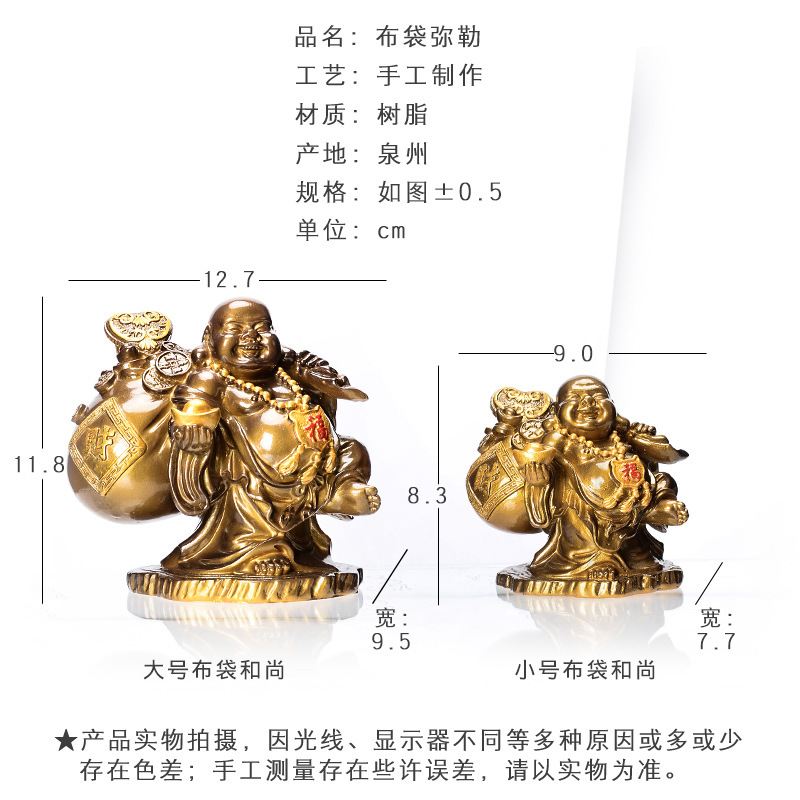 品名：布袋弥勒
工艺：手工制作
材质：树脂
产地：泉州
规格：如图±0.5
单位：cm
12.7
9.0
财
福
福
11.8
8.3
宽：
9.5
宽：
7.7
大号布袋和尚
小号布袋和尚
★产品实物拍摄，因光线、显示器不同等多种原因或多或少
存在色差；手工测量存在些许误差，请以实物为准。